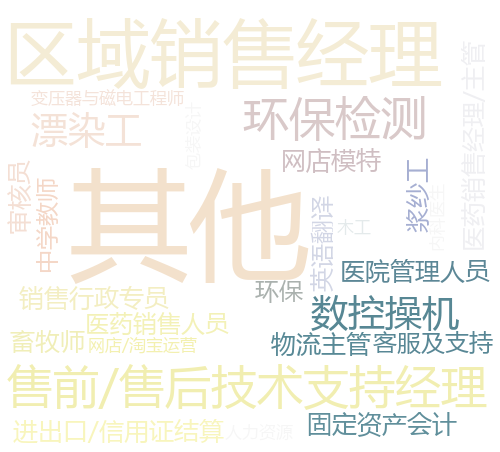 区域销售经理
变压器与磁电工程师
漂染工
包装设计
环保检测
医药销售经理/主管
网店模特
审核员
中学教师
其他
浆纱工
内科医生
英语翻译
木工
医院管理人员
环保
销售行政专员
数控操机
医药销售人员
畜牧师
网店/淘宝运营
物流主管
客服及支持
售前/售后技术支持经理
进出口/信用证结算
人力资源
固定资产会计